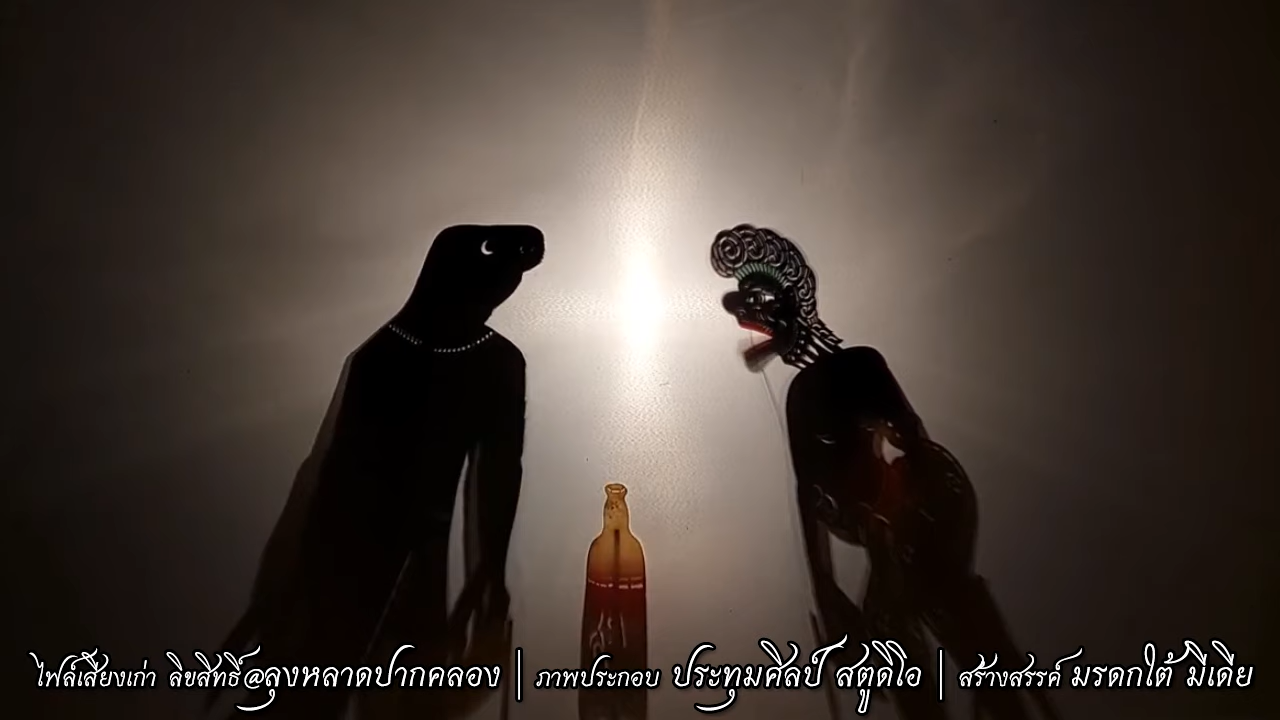 ไฟล์เสียงเก่า ลิขสิทธิ์@ลุงหลาดปากคลอง | ภาพประกอบ ประทุมศิลป์ สตูดิโอ | สร้างสรรค์ มรดกใต้ มีเดีย